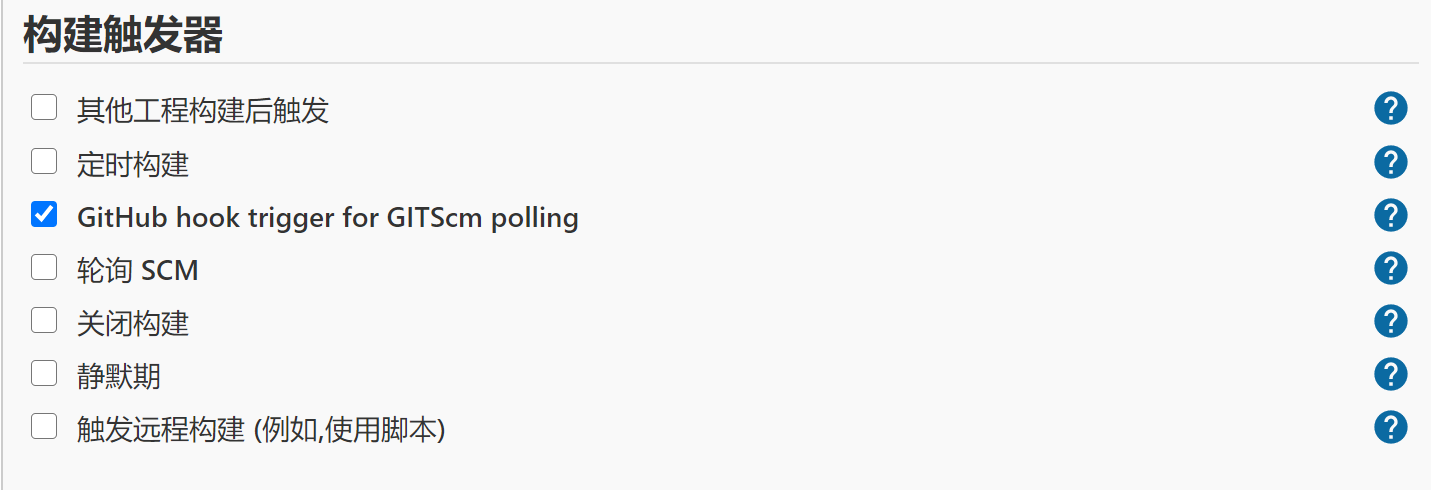 构建触发器
其他工程构建后触发
定时构建
GitHub hook trigger for GITScm polling
轮询 SCM
关闭构建
静默期
触发远程构建 (例如,使用脚本)